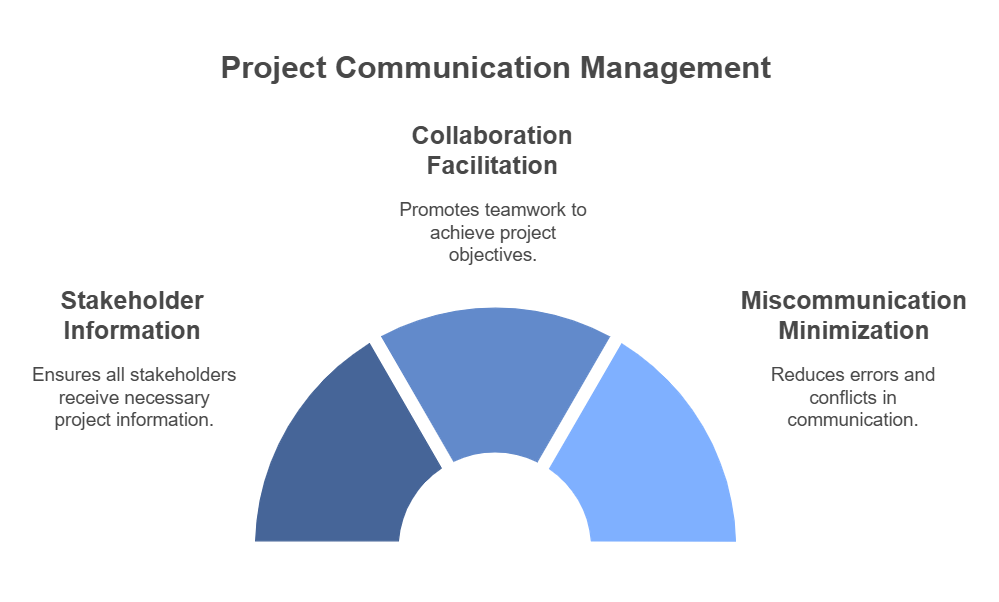 Project Communication Management
Collaboration
Facilitation
Promotes teamwork to
achieve project
objectives.
Stakeholder
Information
Ensures all stakeholders
receive necessary
project information.
Miscommunication
Minimization
Reduces errors and
conflicts in
communication.